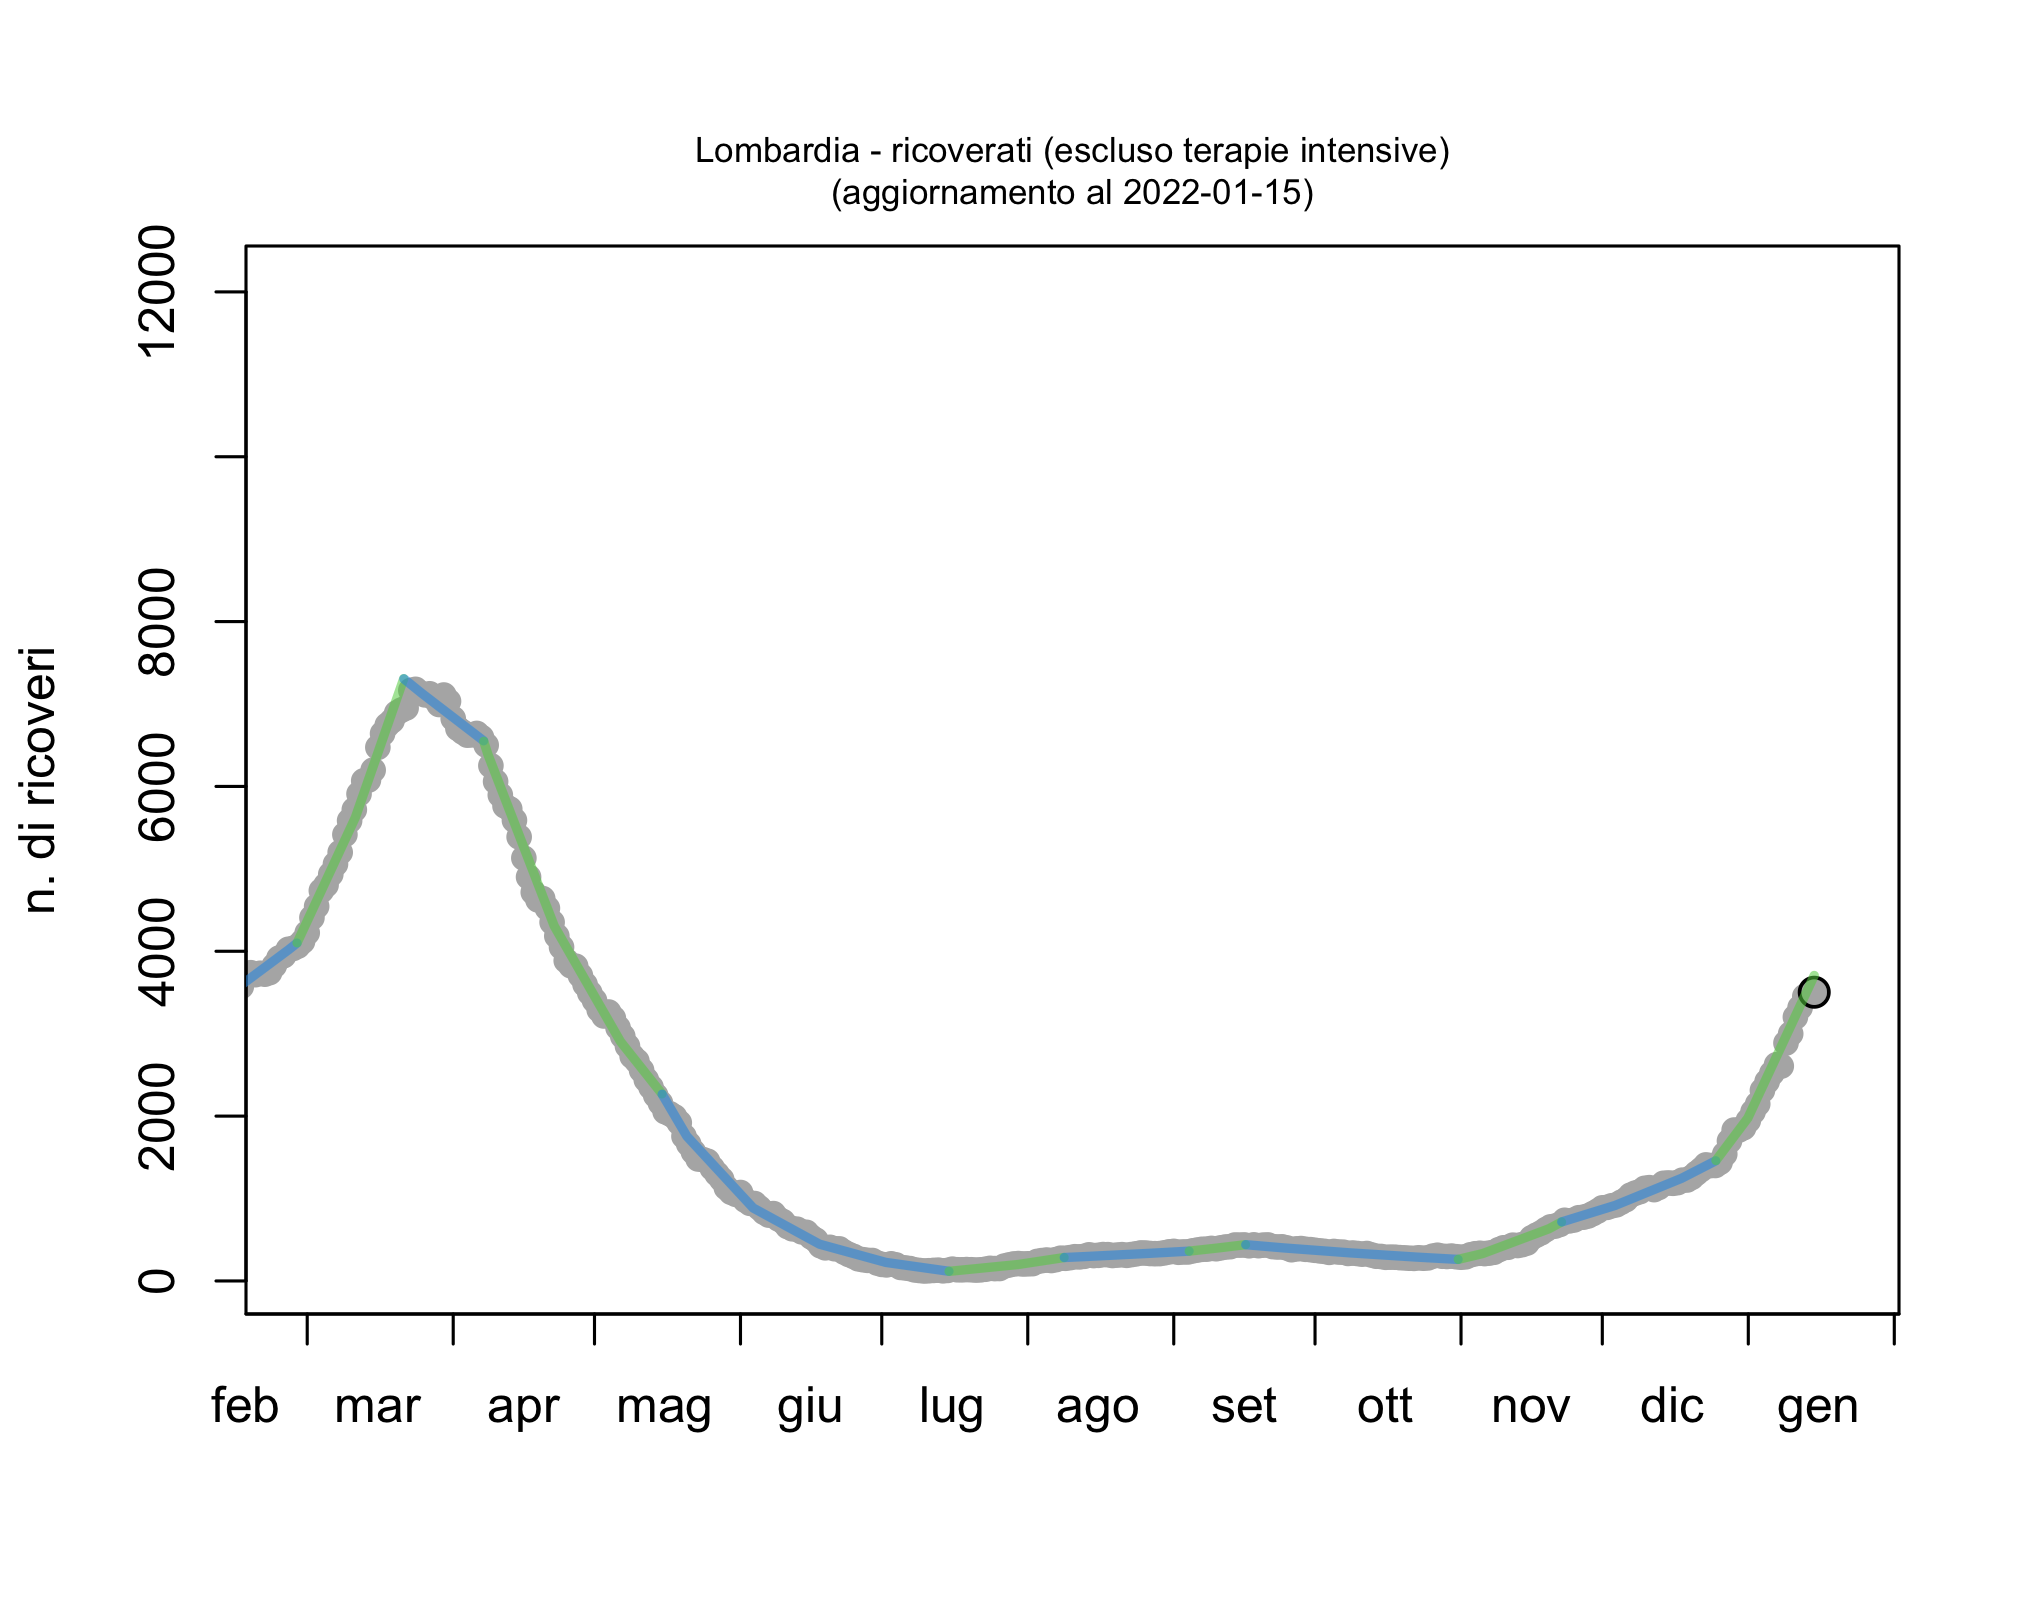 Lombardia - ricoverati (escluso terapie intensive)
(aggiornamento al 2022-01-15)
n. di ricoveri
12000
8000
6000
4000
2000
0
feb mar apr mag giu lug ago set ott nov dic gen